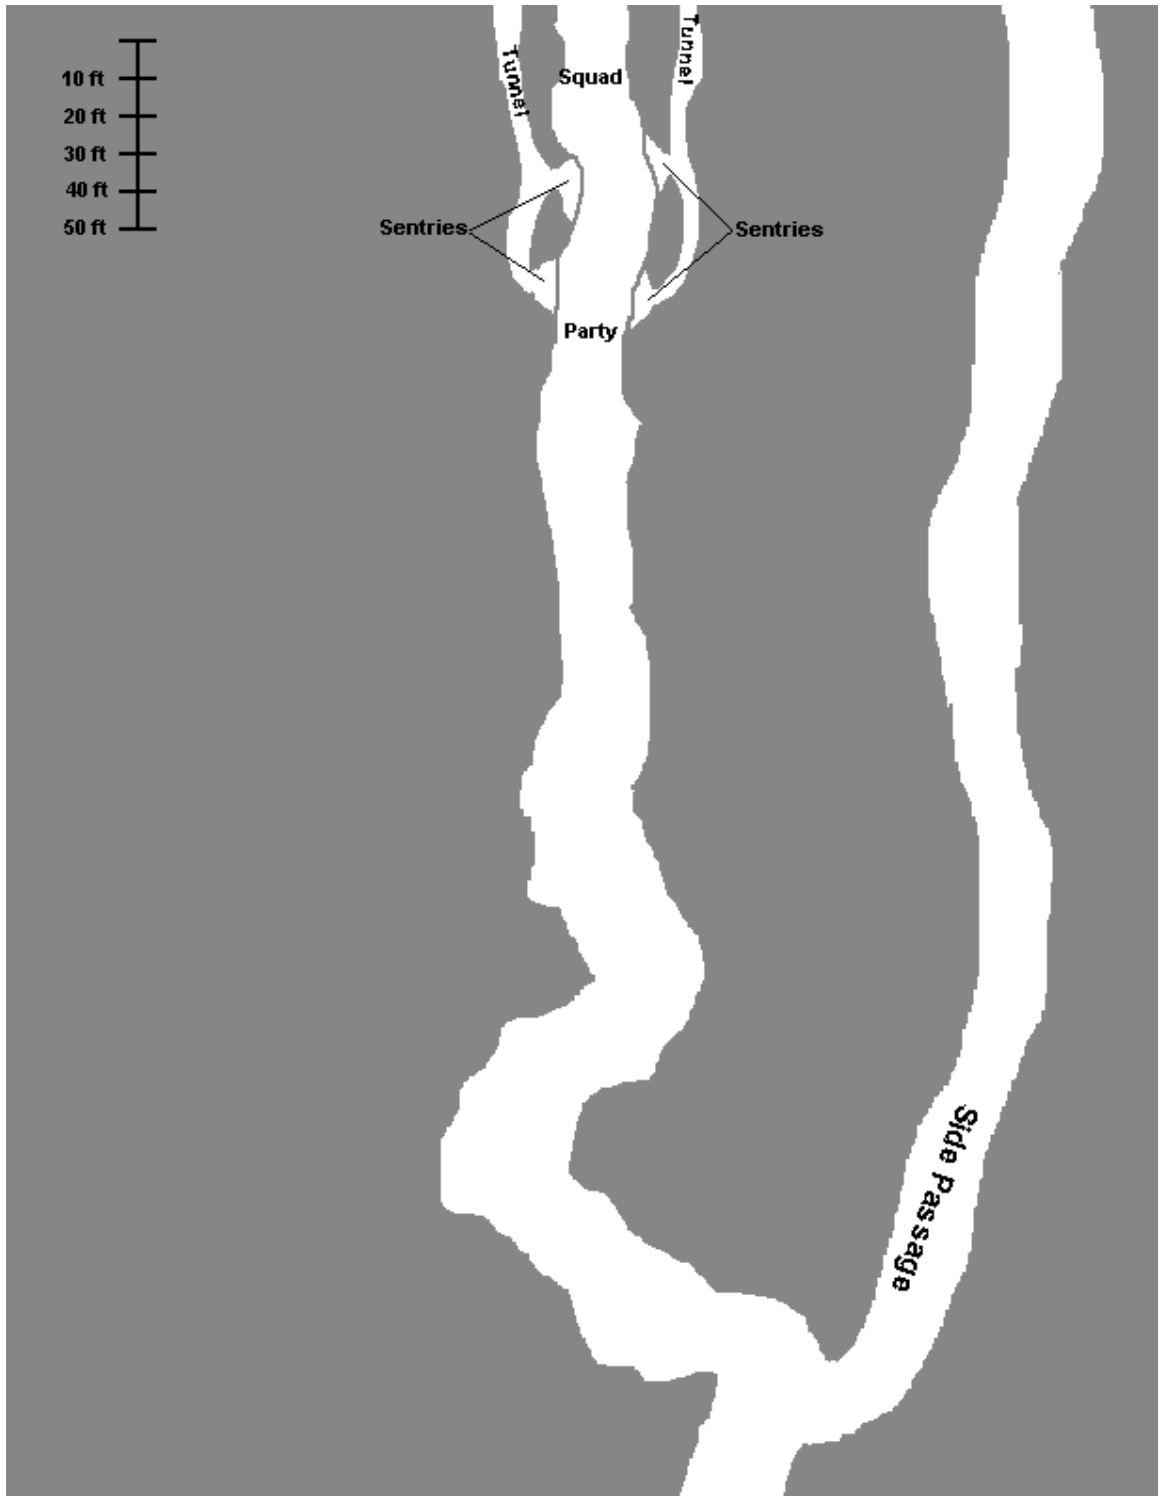 Tunnel
Tunnel
Squad
10 ft
20 ft
30 ft
40 ft
50 ft
Sentries
Sentries
Party
Side Passage